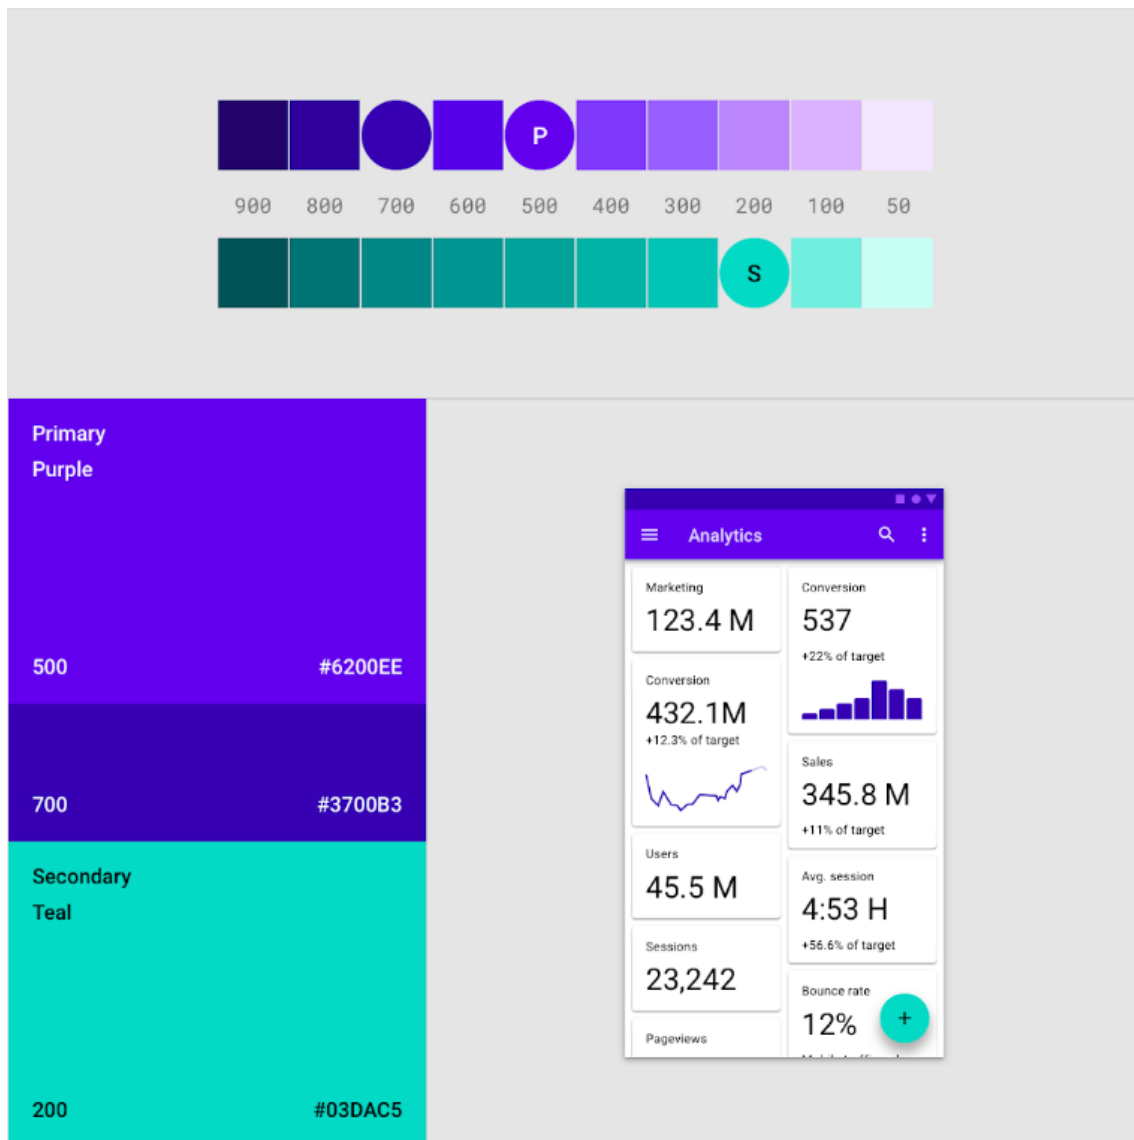 P
900 800 700 600 500 400 300 200 100 50
S
Primary
Purple
500 #6200EE
700 #3700B3
Secondary
Teal
200 #03DAC5
Analytics
Marketing
123.4 M
Conversion
432.1M
+12.3% of target
Users
45.5 M
Sessions
23,242
Pageviews
Conversion
537
+22% of target
Sales
345.8 M
+11% of target
Avg. session
4:53 H
+56.6% of target
Bounce rate
12%
+